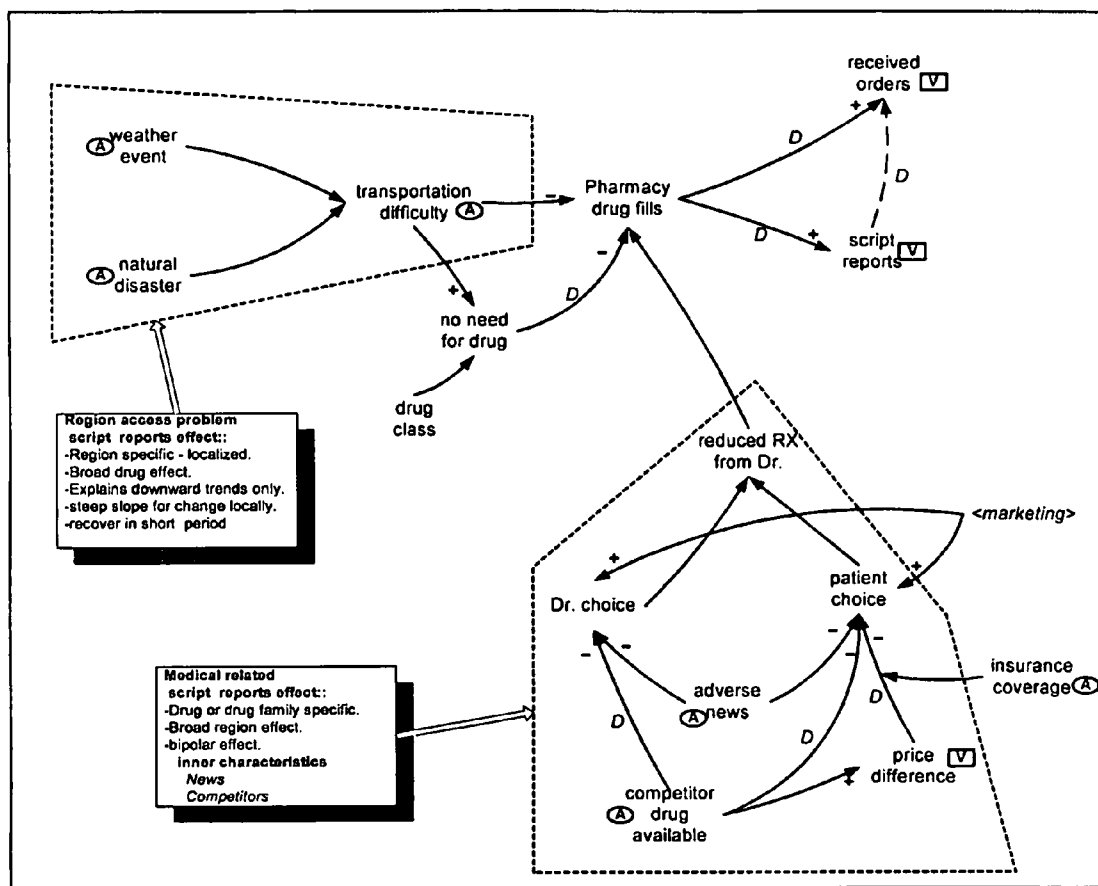 received
orders V
+
D
A weather
event
D
transportation
difficulty A
-
Pharmacy
drug fills
D
+
script
reports V
A natural
disaster
-
+
D
no need
for drug
drug
class
Region access problem
script reports effect::
-Region specific - localized.
-Broad drug effect.
-Explains downward trends only.
-steep slope for change locally.
-recover in short period
reduced RX
from Dr.
<marketing>
+
+
Dr. choice
patient
choice
-
-
-
-
-
Medical related
script reports effect::
-Drug or drug family specific.
-Broad region effect.
-bipolar effect.
inner characteristics
News
Competitors
adverse
A news
insurance
coverage A
D
D
D
price V
difference
+
competitor
A drug
available